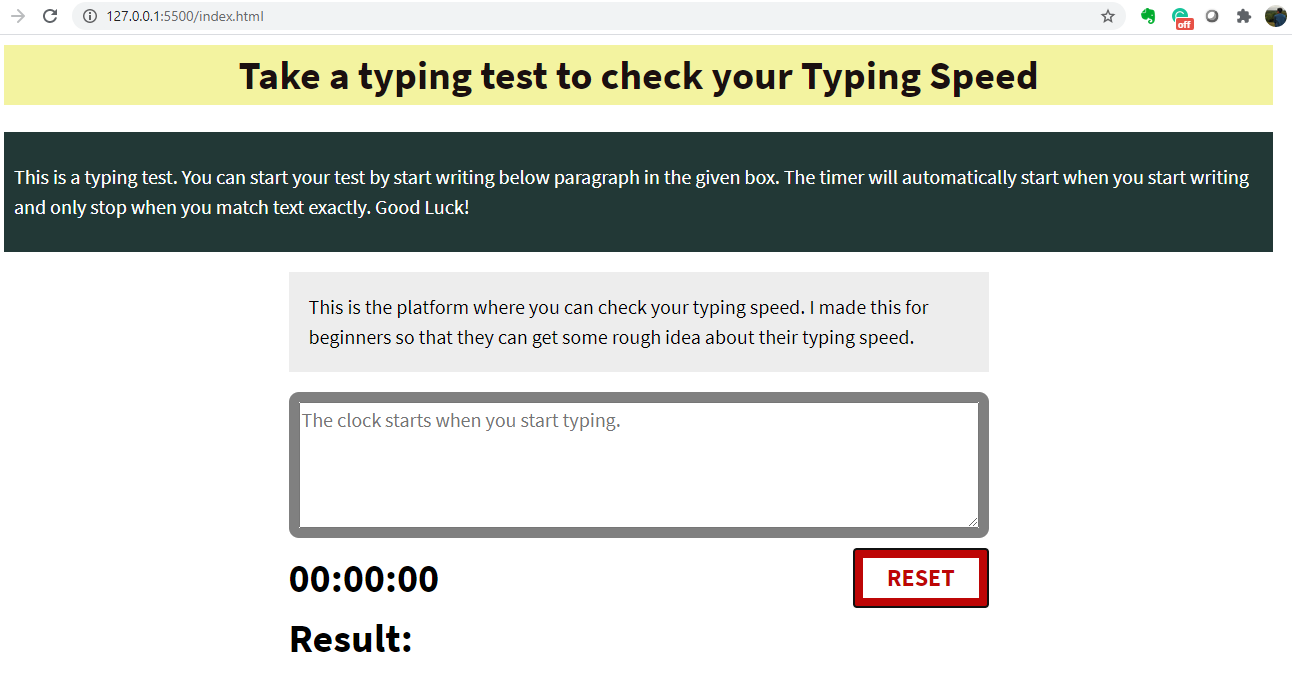 127.0.0.1:5500/index.html
off
Take a typing test to check your Typing Speed
This is a typing test. You can start your test by start writing below paragraph in the given box. The timer will automatically start when you start writing
and only stop when you match text exactly. Good Luck!
This is the platform where you can check your typing speed. I made this for
beginners so that they can get some rough idea about their typing speed.
The clock starts when you start typing.
00:00:00
RESET
Result: